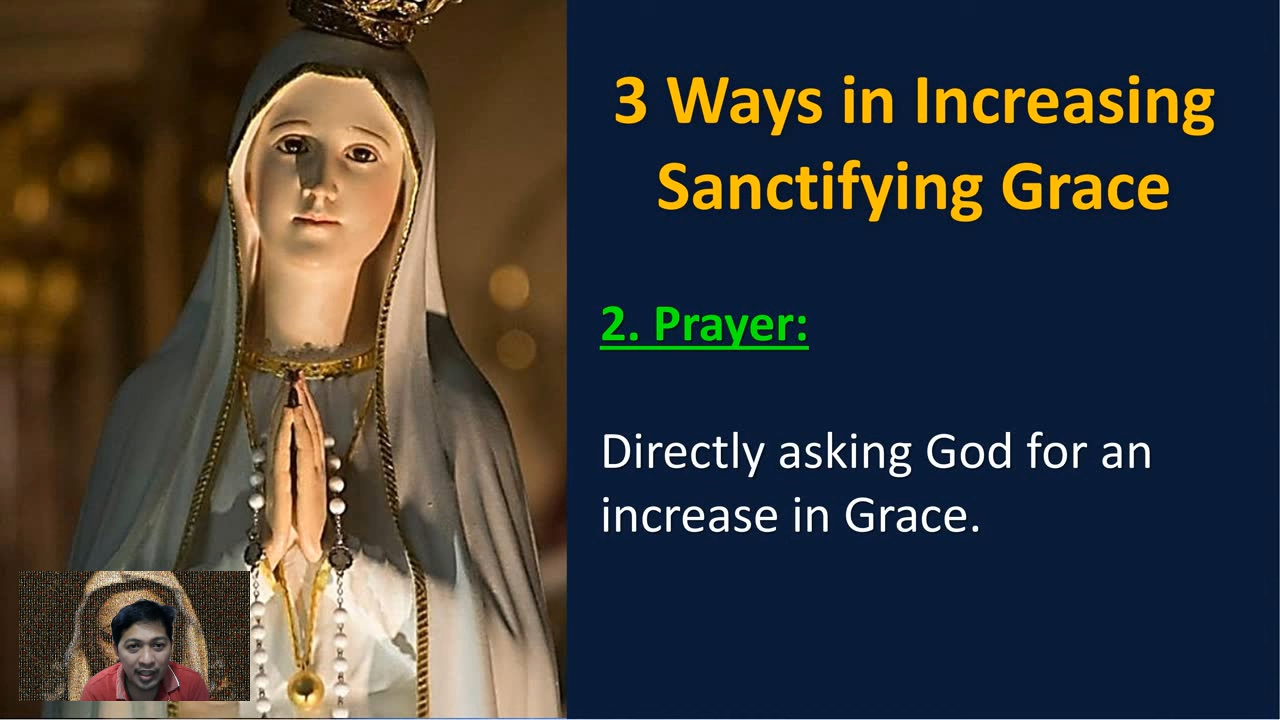 3 Ways in Increasing
Sanctifying Grace
2. Prayer:
Directly asking God for an
increase in Grace.